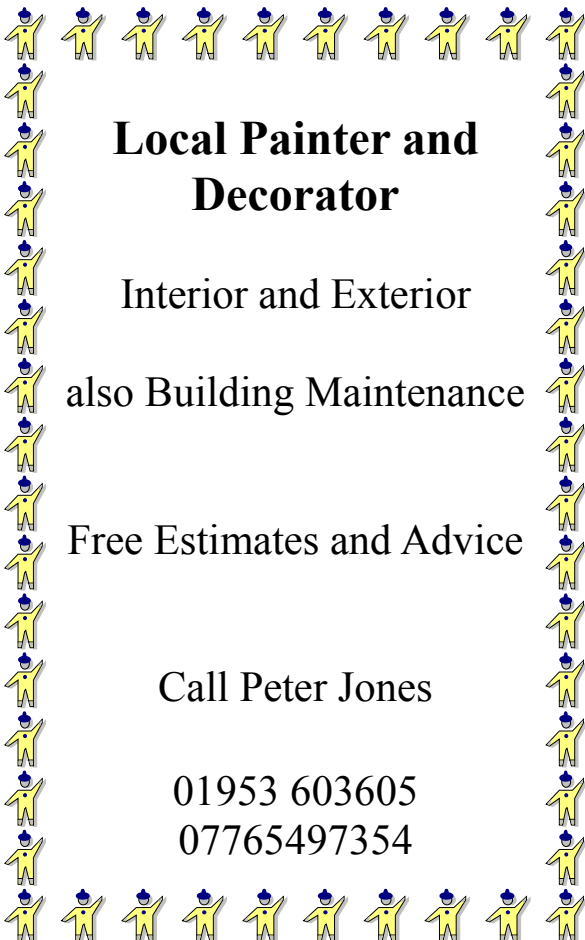 Local Painter and
Decorator
Interior and Exterior
also Building Maintenance
Free Estimates and Advice
Call Peter Jones
01953 603605
07765497354